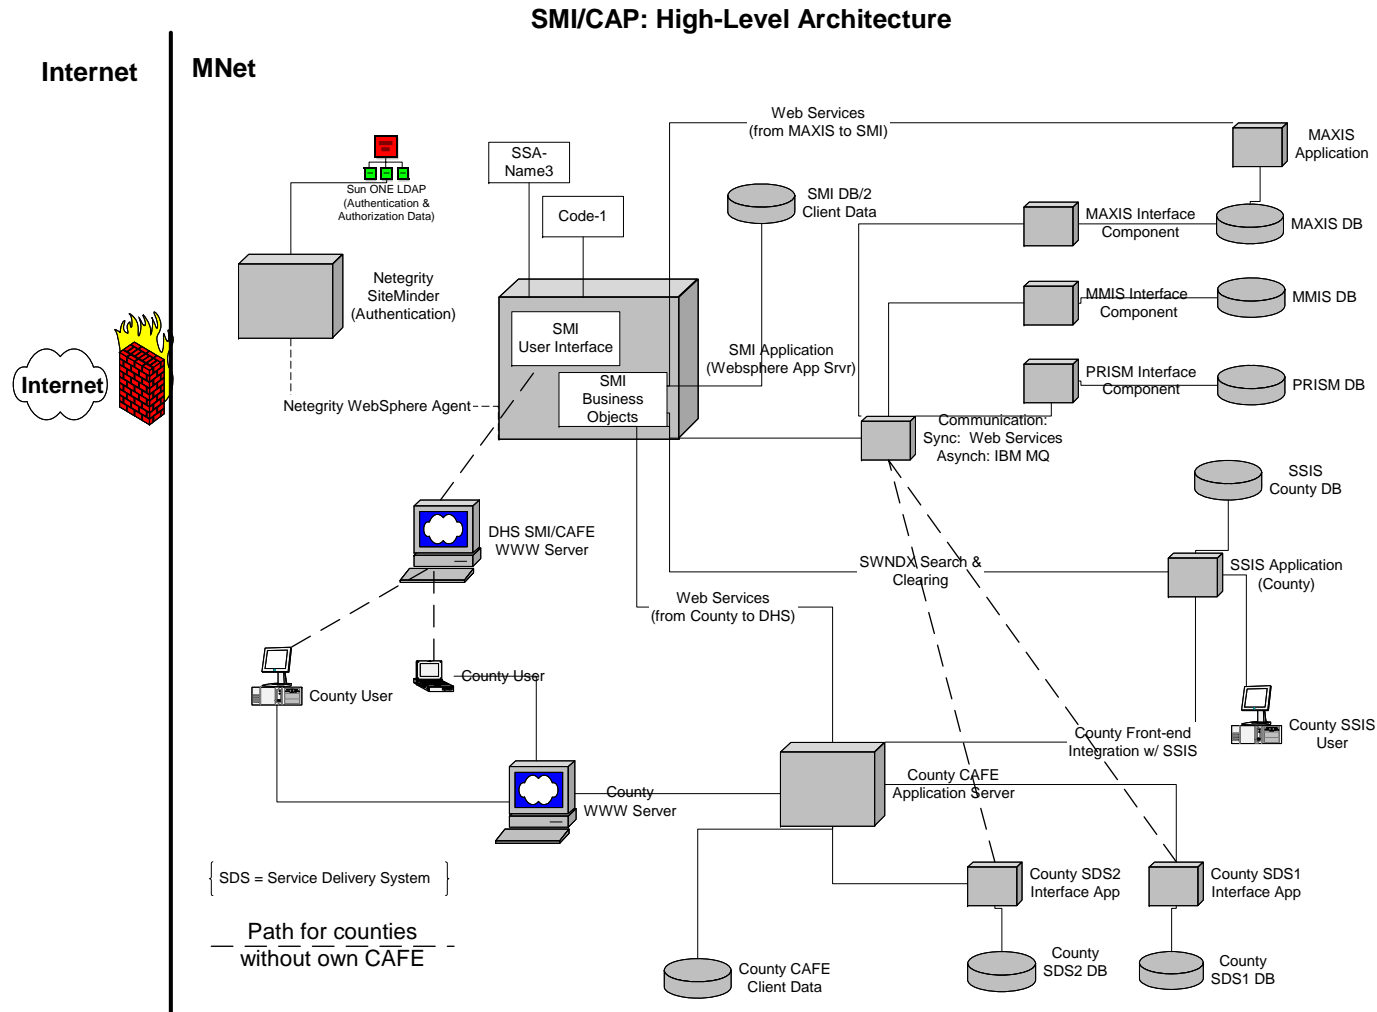 SMI/CAP: High-Level Architecture
Internet
MNet
Web Services
(from MAXIS to SMI)
MAXIS
Application
SSA-
Name3
Sun ONE LDAP
(Authentication &
Authorization Data)
Code-1
SMI DB/2
Client Data
MAXIS Interface
Component
MAXIS DB
Netegrity
SiteMinder
(Authentication)
MMIS Interface
Component
MMIS DB
SMI
User Interface
SMI Application
(Websphere App Srvr)
Internet
SMI
Business
Objects
PRISM Interface
Component
PRISM DB
Netegrity WebSphere Agent
Communication:
Sync: Web Services
Asynch: IBM MQ
SSIS
County DB
DHS SMI/CAFE
WWW Server
SWNDX Search &
Clearing
SSIS Application
(County)
Web Services
(from County to DHS)
County User
County User
County SSIS
User
County Front-end
Integration w/ SSIS
County CAFE
Application Server
County
WWW Server
SDS = Service Delivery System
County SDS2
Interface App
County SDS1
Interface App
Path for counties
without own CAFE
County CAFE
Client Data
County
SDS2 DB
County
SDS1 DB